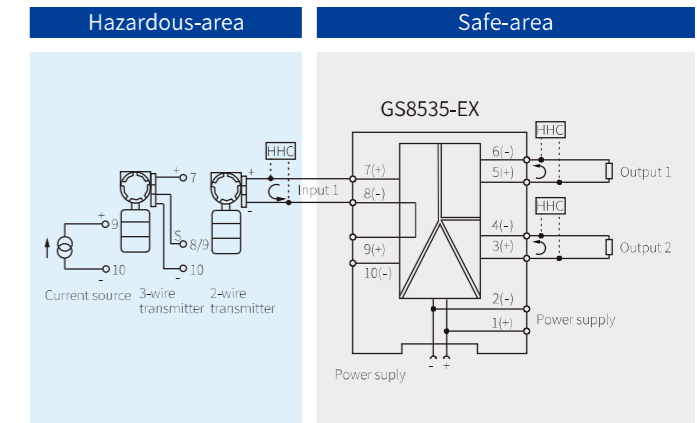 Hazardous-area
Safe-area
GS8535-EX
HHC
HHC
6(-)
5(+)
Output 1
+
7
+
-
Input 1
7(+)
8(-)
HHC
4(-)
3(+)
Output 2
+
9
S
8/9
9(+)
10(-)
-
10
-
10
Current source
3-wire
transmitter
2-wire
transmitter
2(-)
1(+)
Power supply
- +
Power suply